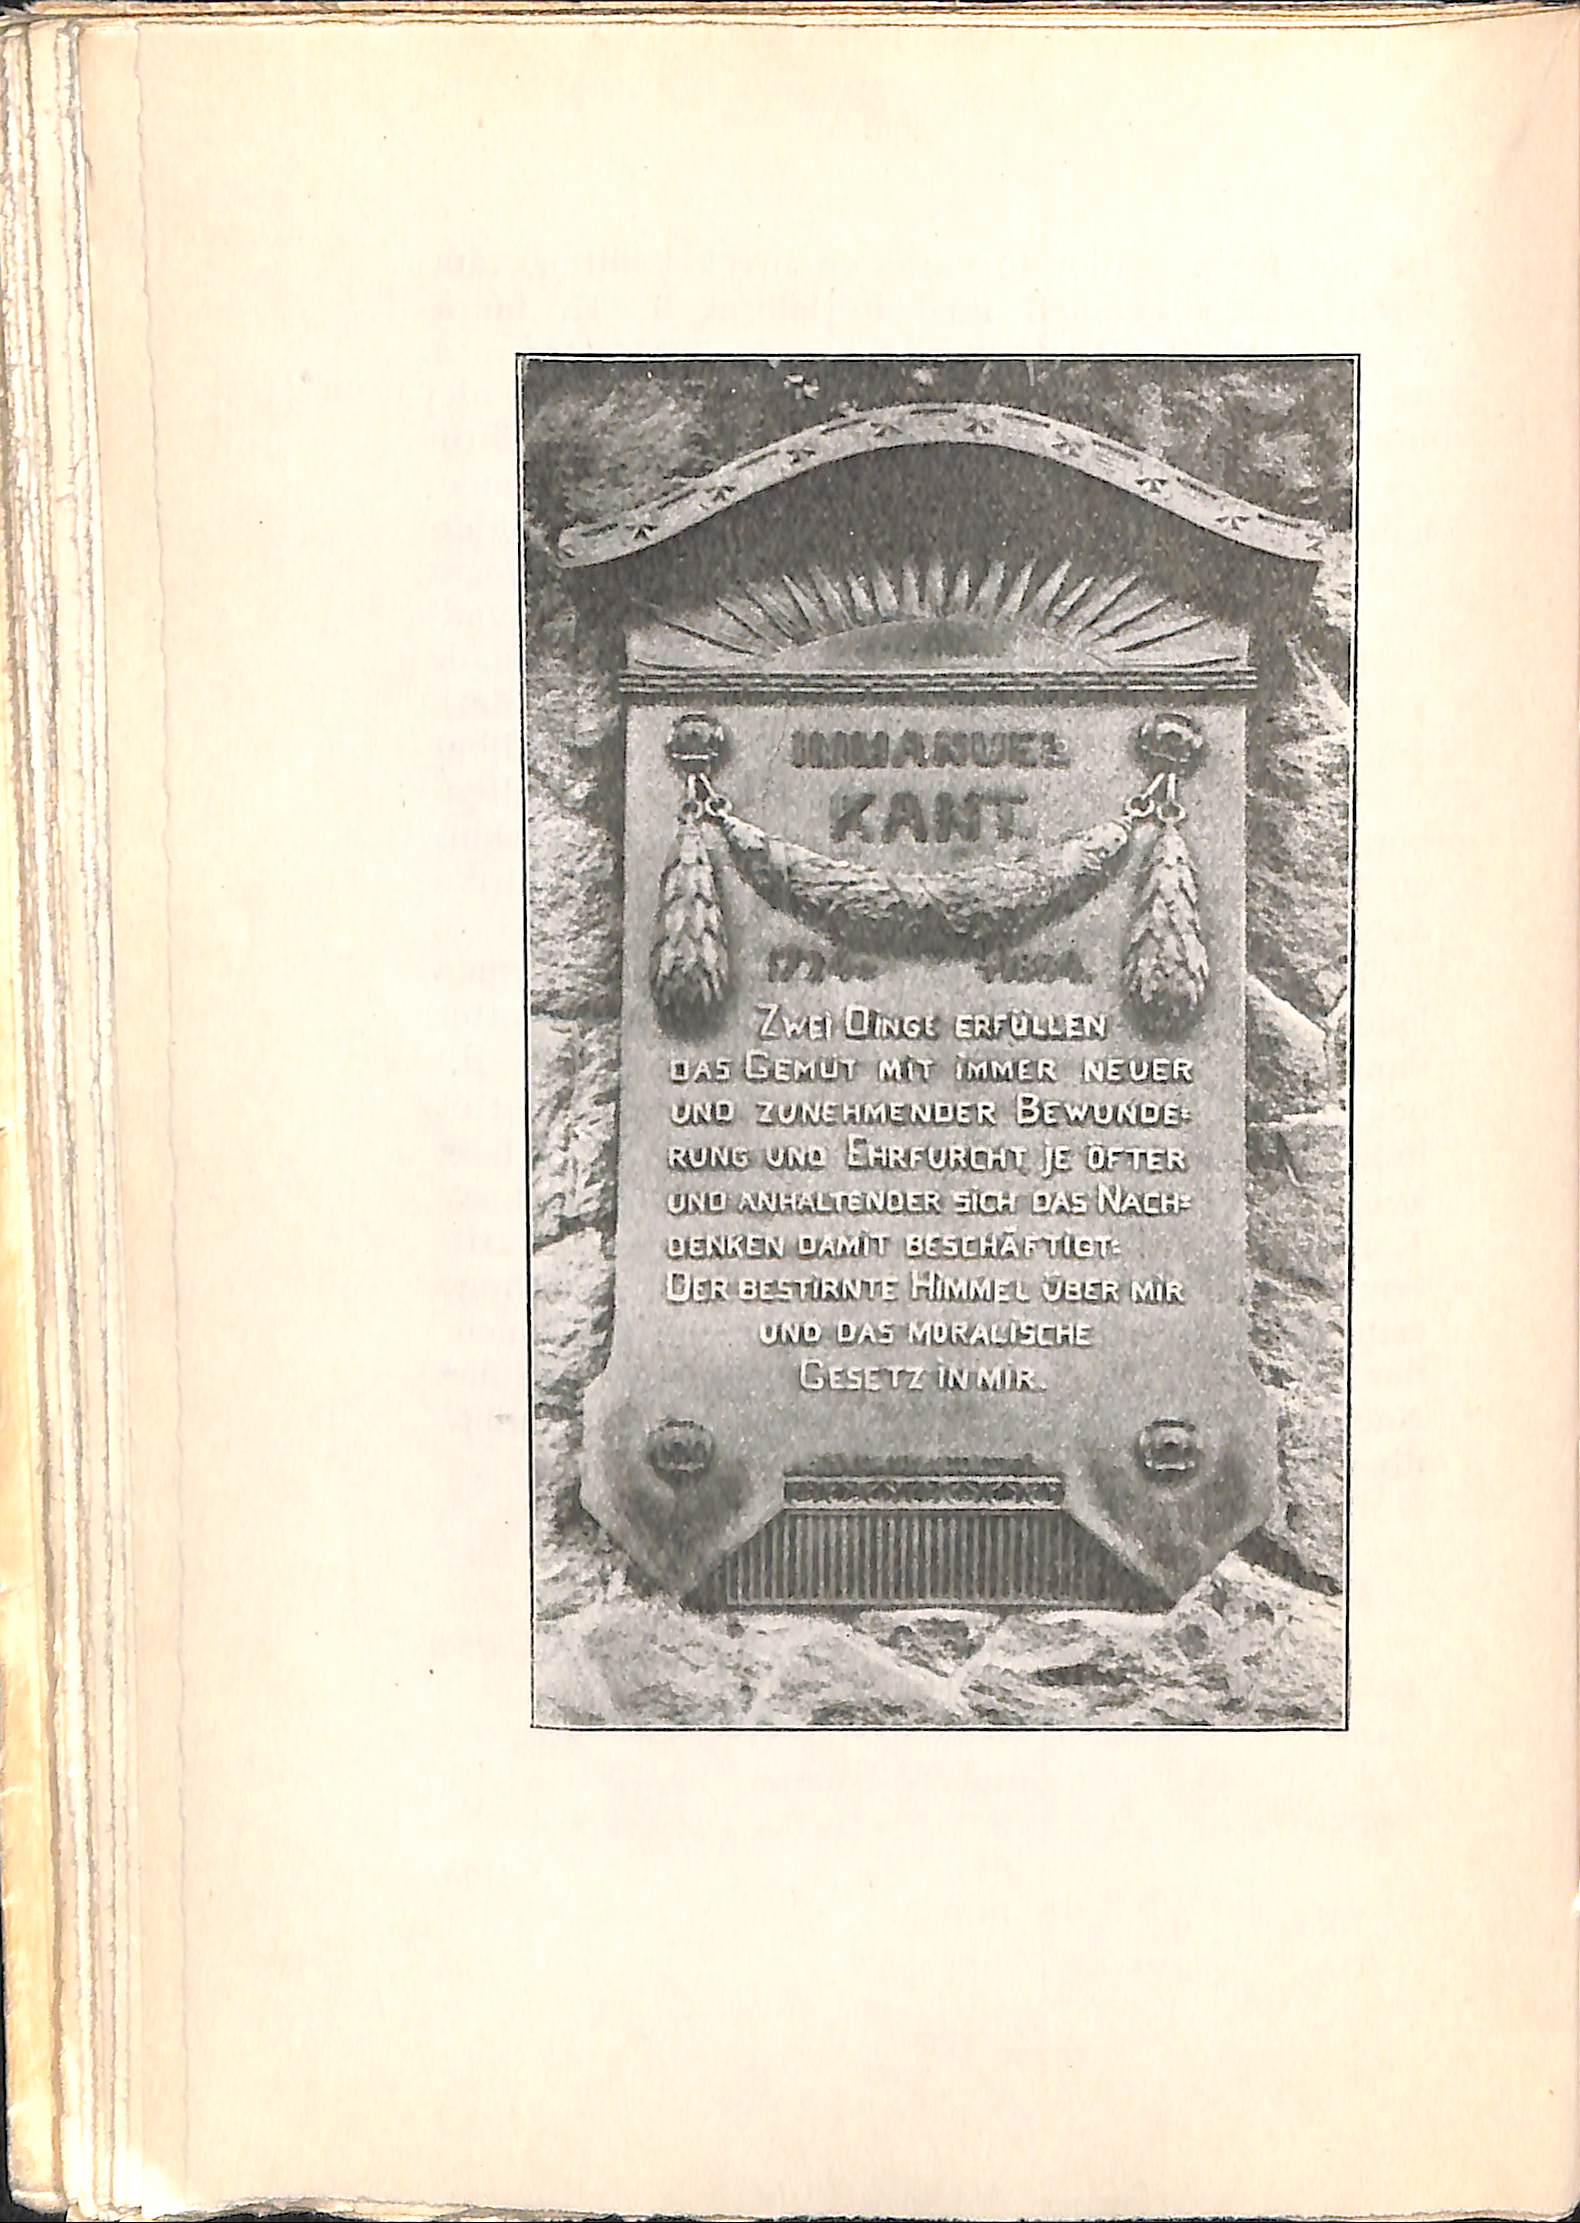 IMMANUEL
KANT
ZWEI DINGE ERFÜLLEN
DAS GEMÜT MIT IMMER NEUER
UND ZUNEHMENDER BEWUNDE=
RUNG UND EHRFURCHT, JE ÖFTER
UND ANHALTENDER SICH DAS NACH=
DENKEN DAMIT BESCHÄFTIGT:
DER BESTIRNTE HIMMEL ÜBER MIR
UND DAS MORALISCHE
GESETZ IN MIR.